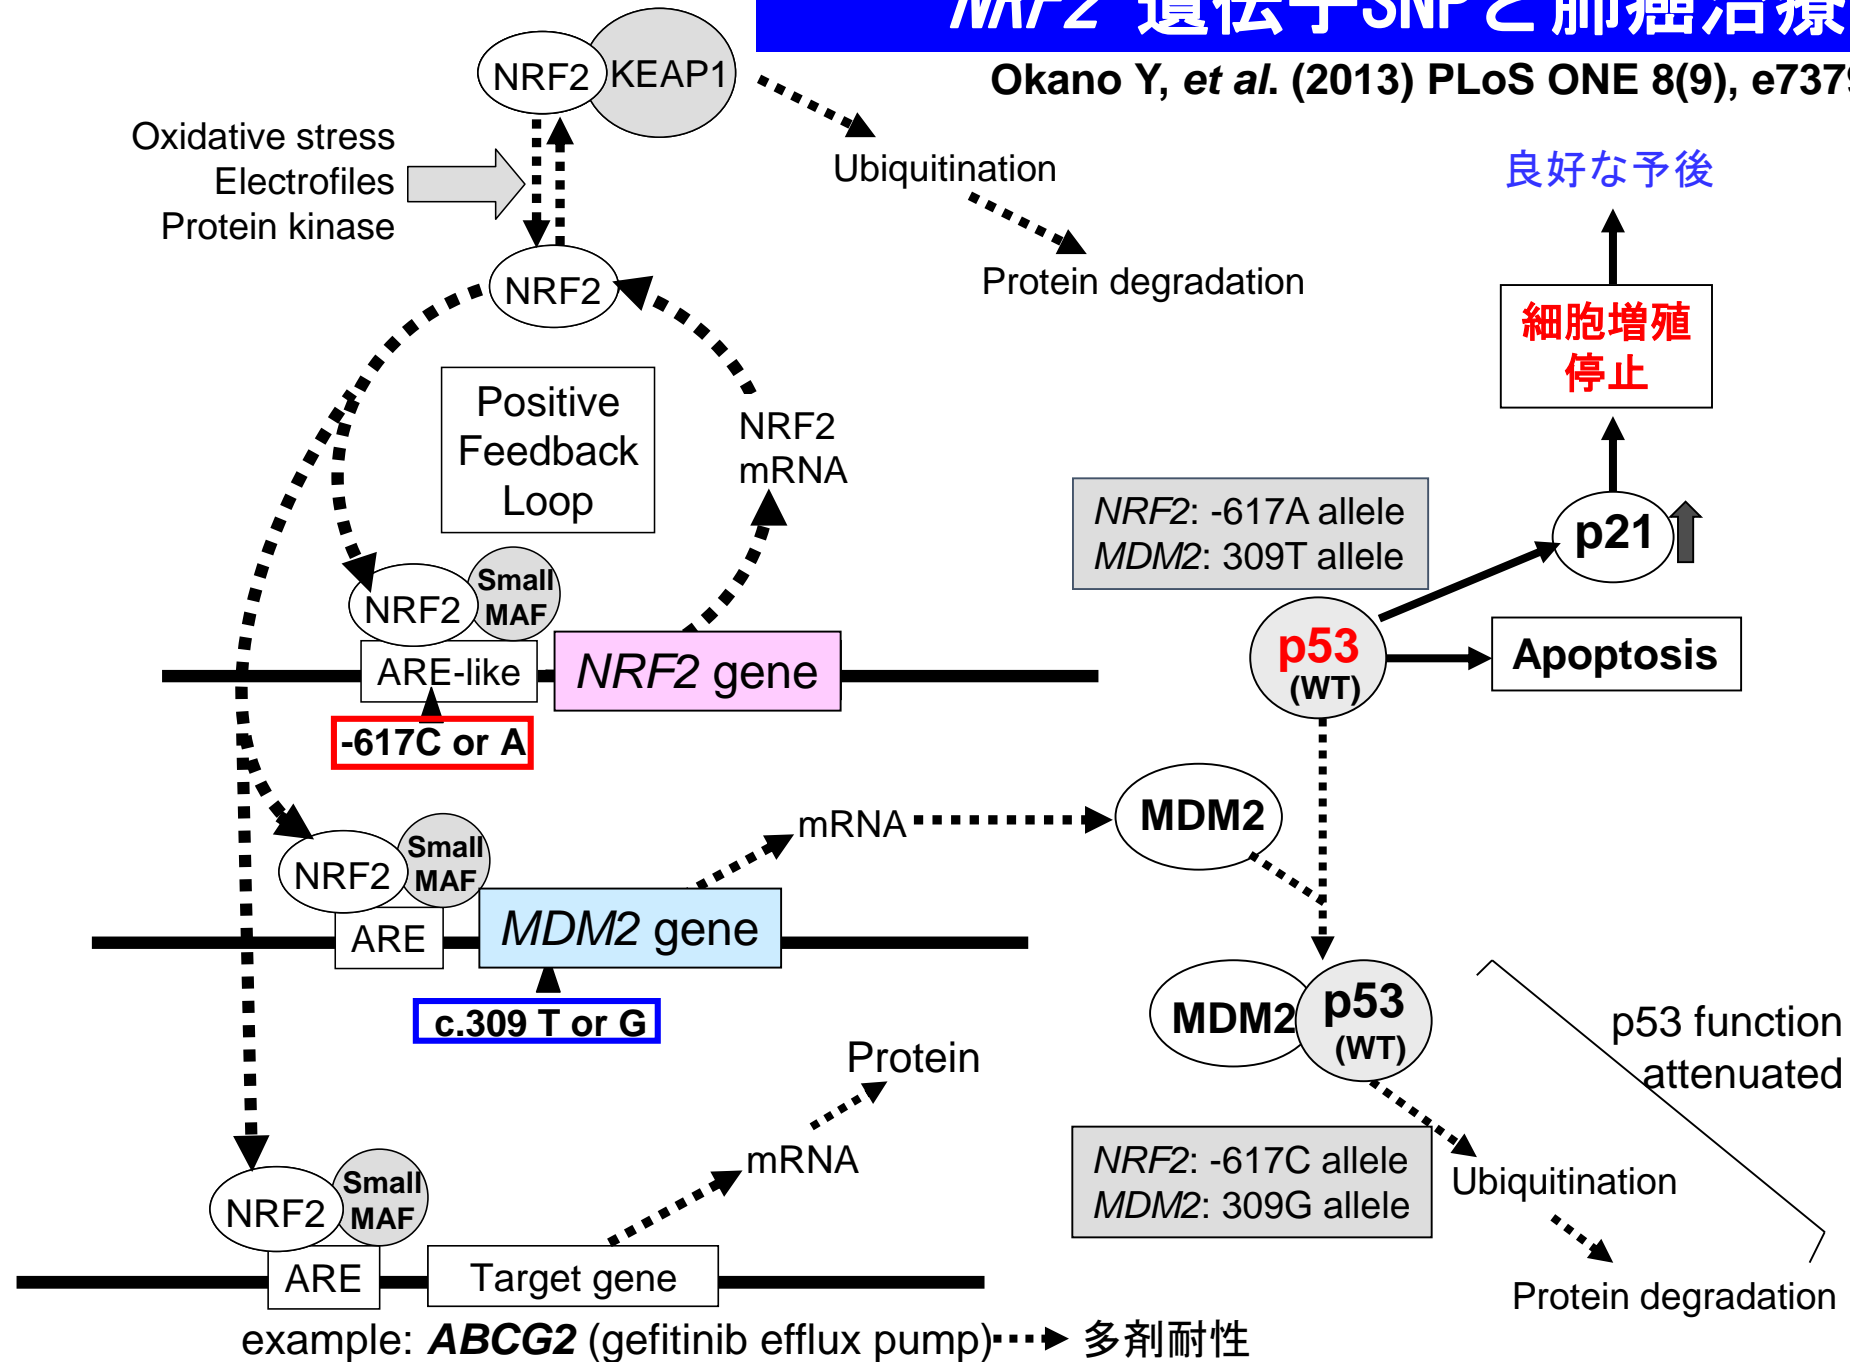 NRF2 遺伝子SNPと肺癌治療
Okano Y, et al. (2013) PLoS ONE 8(9), e7379
NRF2
KEAP1
Oxidative stress
Electrofiles
Protein kinase
Ubiquitination
Protein degradation
NRF2
Positive
Feedback
Loop
NRF2
mRNA
NRF2
Small
MAF
ARE-like
NRF2 gene
-617C or A
NRF2
Small
MAF
ARE
MDM2 gene
c.309 T or G
mRNA
MDM2
NRF2
Small
MAF
ARE
Target gene
mRNA
Protein
example: ABCG2 (gefitinib efflux pump)
多剤耐性
良好な予後
細胞増殖
停止
p21
NRF2: -617A allele
MDM2: 309T allele
p53
(WT)
Apoptosis
MDM2
p53
(WT)
p53 function
attenuated
NRF2: -617C allele
MDM2: 309G allele
Ubiquitination
Protein degradation